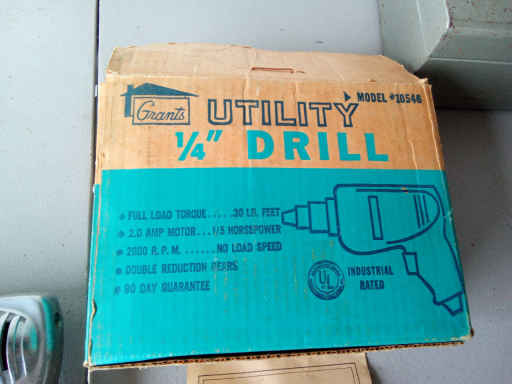 Grants
UTILITY
MODEL #10546
1/4" DRILL
FULL LOAD TORQUE.....30 LB. FEET
2.0 AMP MOTOR...1/5 HORSEPOWER
2000 R.P.M.......NO LOAD SPEED
DOUBLE REDUCTION GEARS
90 DAY GUARANTEE
UL
INDUSTRIAL
RATED